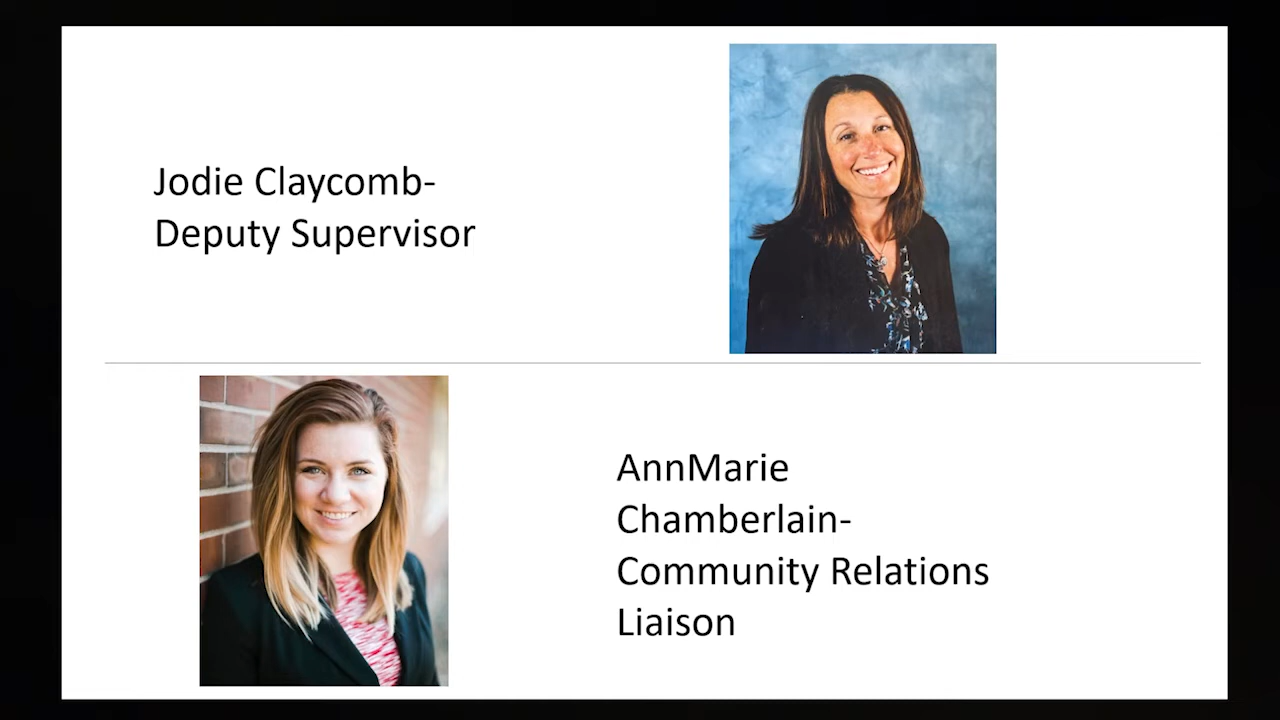 Jodie Claycomb-
Deputy Supervisor
AnnMarie
Chamberlain-
Community Relations
Liaison